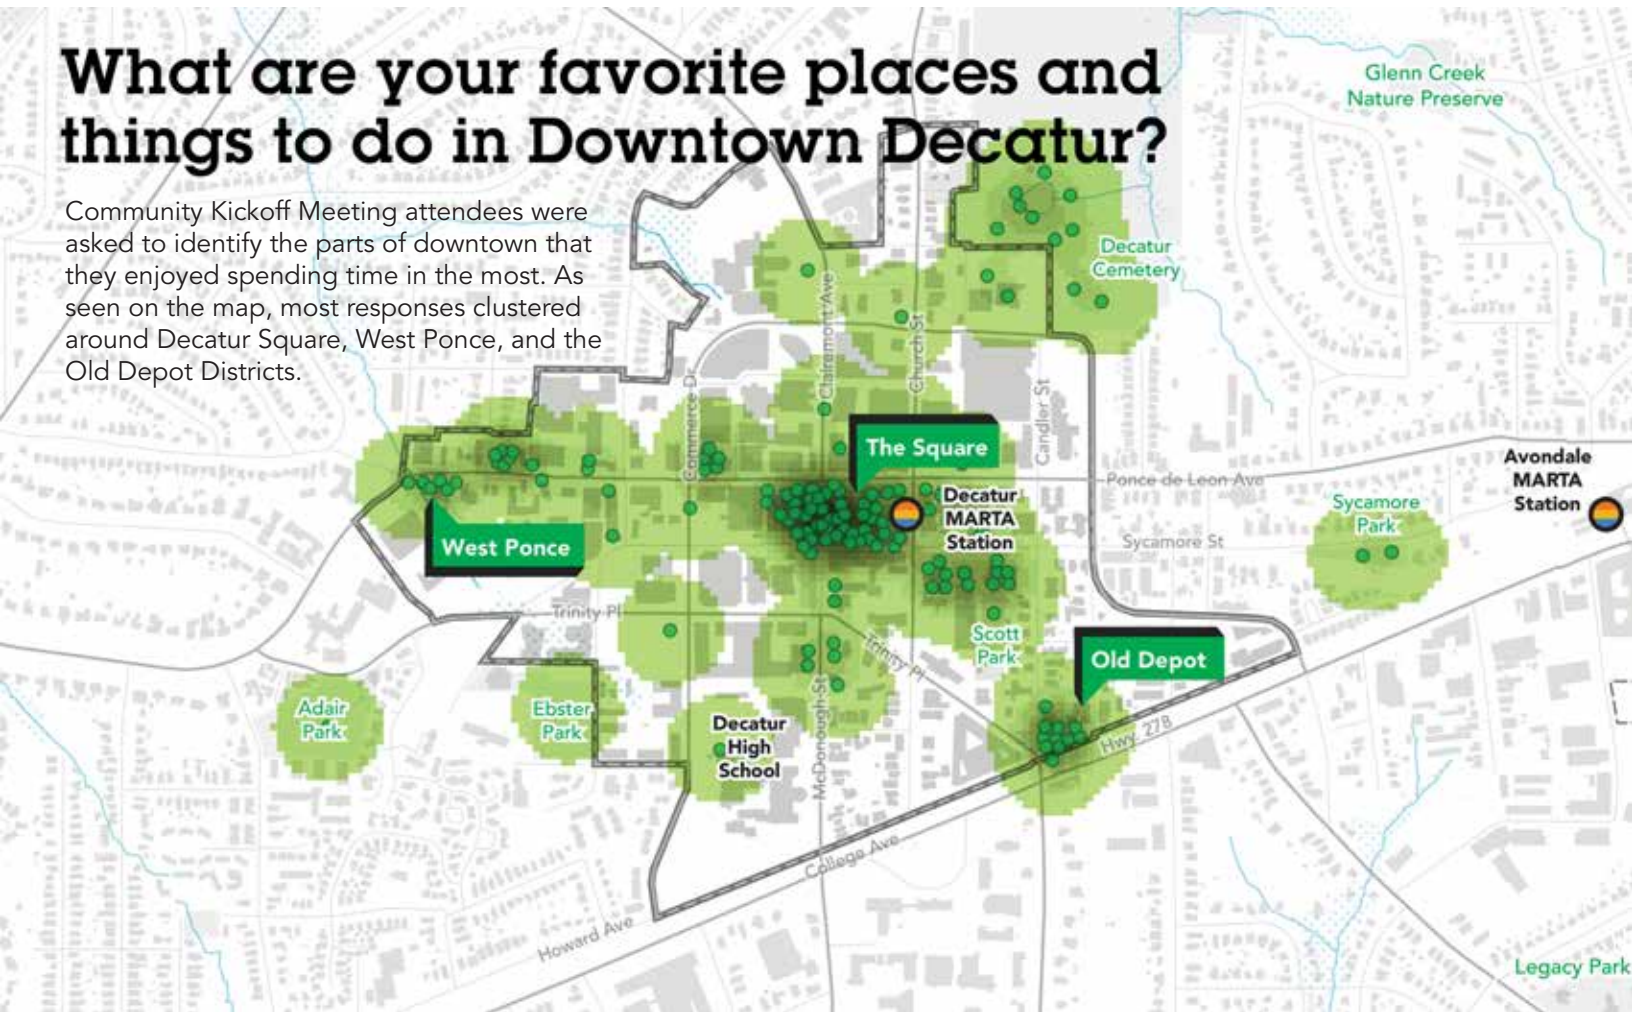 What are your favorite places and
things to do in Downtown Decatur?
Community Kickoff Meeting attendees were
asked to identify the parts of downtown that
they enjoyed spending time in the most. As
seen on the map, most responses clustered
around Decatur Square, West Ponce, and the
Old Depot Districts.
Glenn Creek
Nature Preserve
Decatur
Cemetery
Clairemont Ave
Church St
Commerce D
Candler St
The Square
Ponce de Leon Ave
Avondale
MARTA
Station
Decatur
MARTA
Station
Sycamore
Park
West Ponce
Sycamore St
Trinity Pl
Scott
Park
Trinity Pl
Old Depot
Adair
Park
Ebster
Park
Decatur
High
School
McDonough St
Hwy. 278
College Ave
Howard Ave
Legacy Park